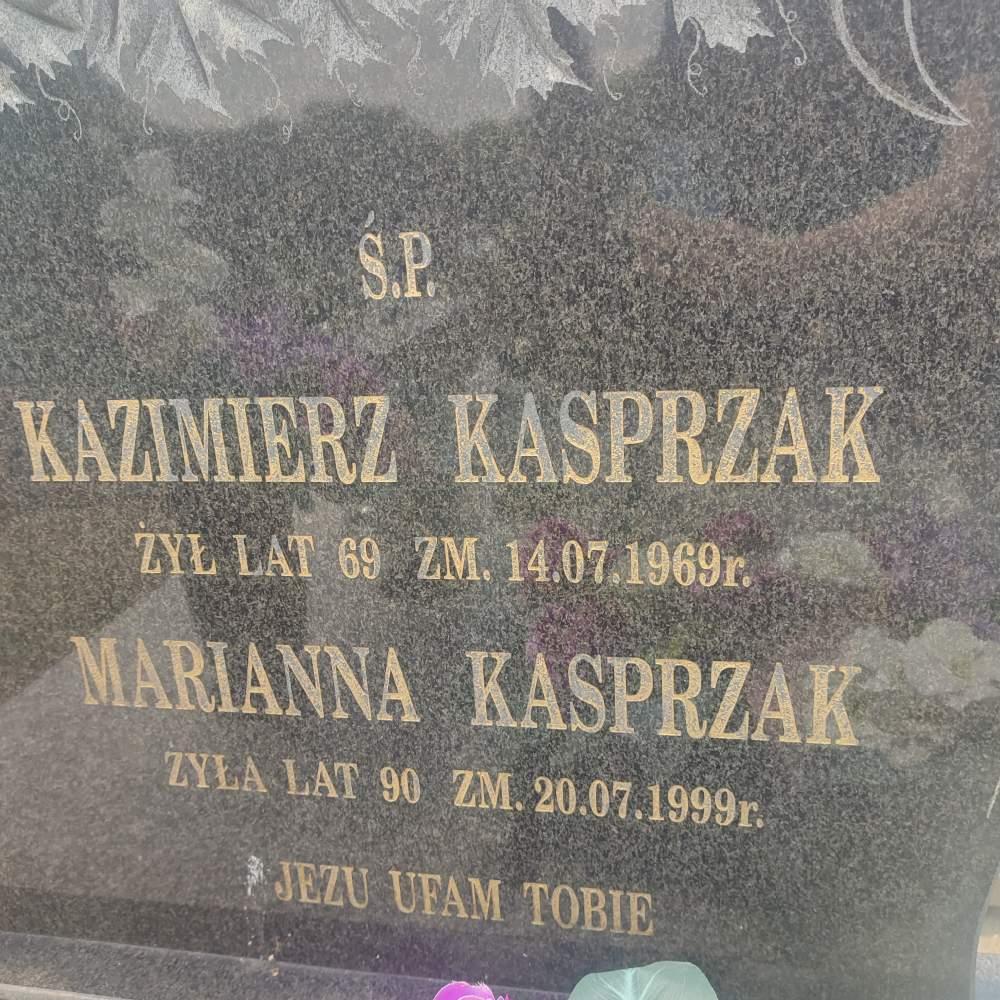 Ś.P.
KAZIMIERZ KASPRZAK
ŻYŁ LAT 69 ZM. 14.07.1969r.
MARIANNA KASPRZAK
ZYŁA LAT 90 ZM. 20.07.1999r.
JEZU UFAM TOBIE